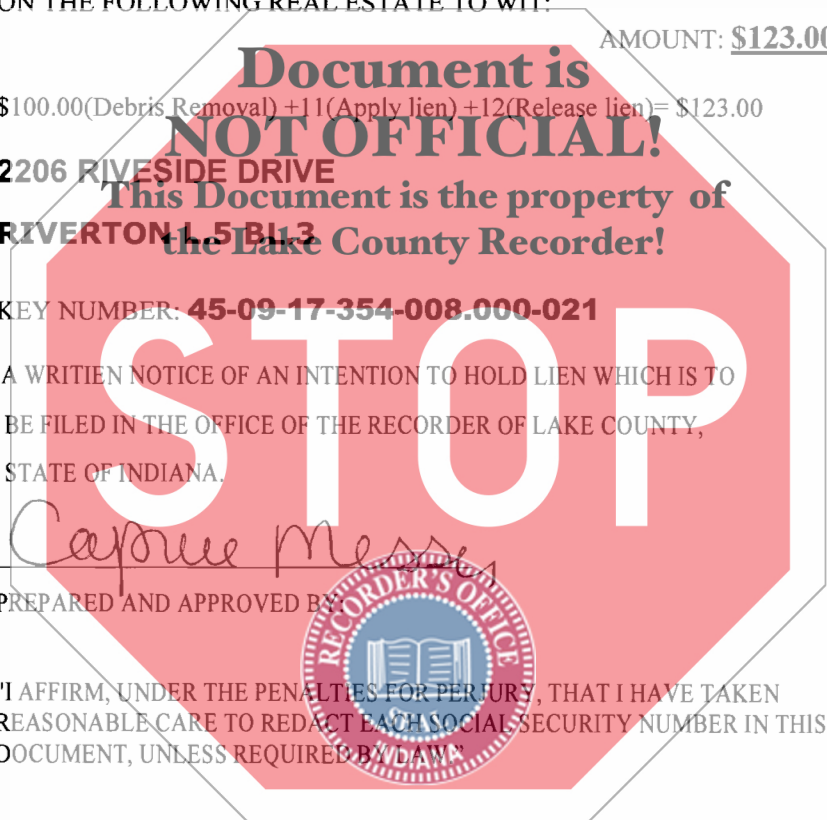 ON THE FOLLOWING REAL ESTATE TO WIT:
AMOUNT: $123.00
Document is
$100.00(Debris Removal) +11(Apply lien) +12(Release lien)= $123.00
NOT OFFICIAL!
2206 RIVESIDE DRIVE
This Document is the property of
RIVERTON L.5 BL.3
the Lake County Recorder!
KEY NUMBER: 45-09-17-354-008.000-021
STOP
A WRITIEN NOTICE OF AN INTENTION TO HOLD LIEN WHICH IS TO
BE FILED IN THE OFFICE OF THE RECORDER OF LAKE COUNTY,
STATE OF INDIANA.
PREPARED AND APPROVED BY:
RECORDER'S OFFICE
"I AFFIRM, UNDER THE PENALTIES FOR PERJURY, THAT I HAVE TAKEN
REASONABLE CARE TO REDACT EACH SOCIAL SECURITY NUMBER IN THIS
DOCUMENT, UNLESS REQUIRED BY LAW."
INDIANA